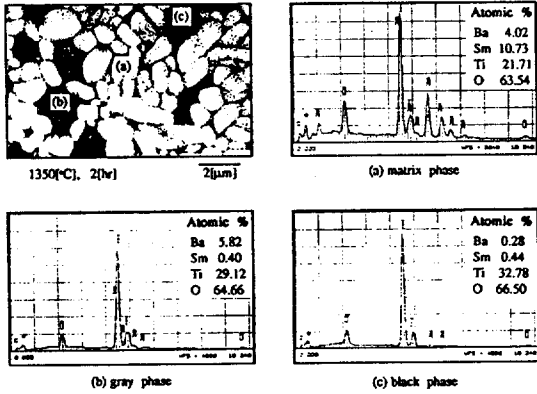 (c)
(a)
(b)
1350[°C], 2[hr]
2[μm]
Atomic %
Ba 4.02
Sm 10.73
Ti 21.71
O 63.54
(a) matrix phase
Atomic %
Ba 5.82
Sm 0.40
Ti 29.12
O 64.66
(b) gray phase
Atomic %
Ba 0.28
Sm 0.44
Ti 32.78
O 66.50
(c) black phase